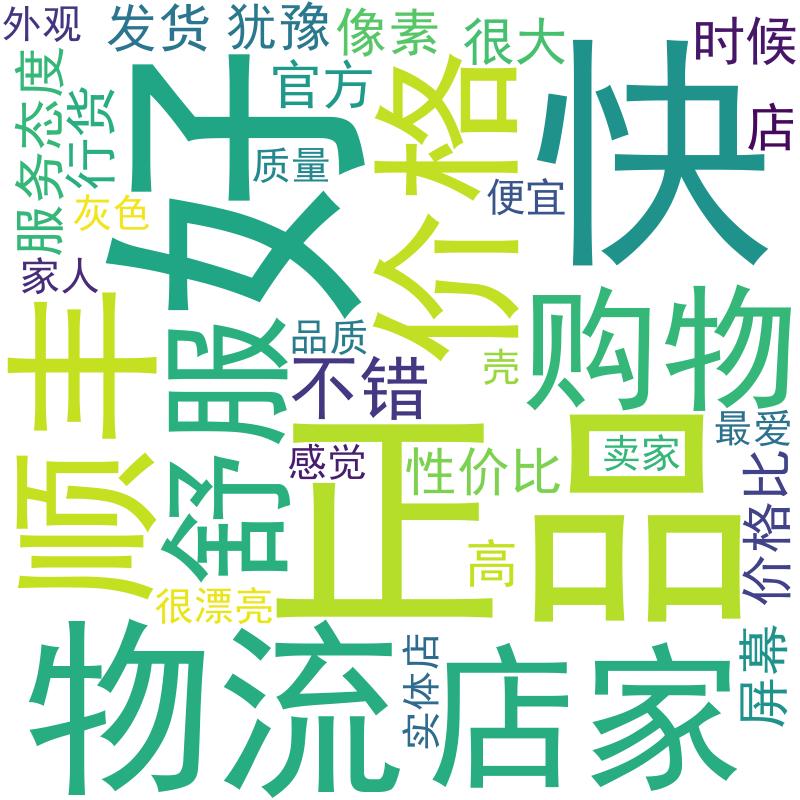 外观
发货
犹豫
像素
很大
时候
服务态度
行货
女子
官方
价格
快
店
质量
便宜
灰色
家人
顺丰
舒服
品质
壳
购物
不错
正品
感觉
性价比
卖家
最爱
价格比
高
很漂亮
物流
店家
实体店
屏幕